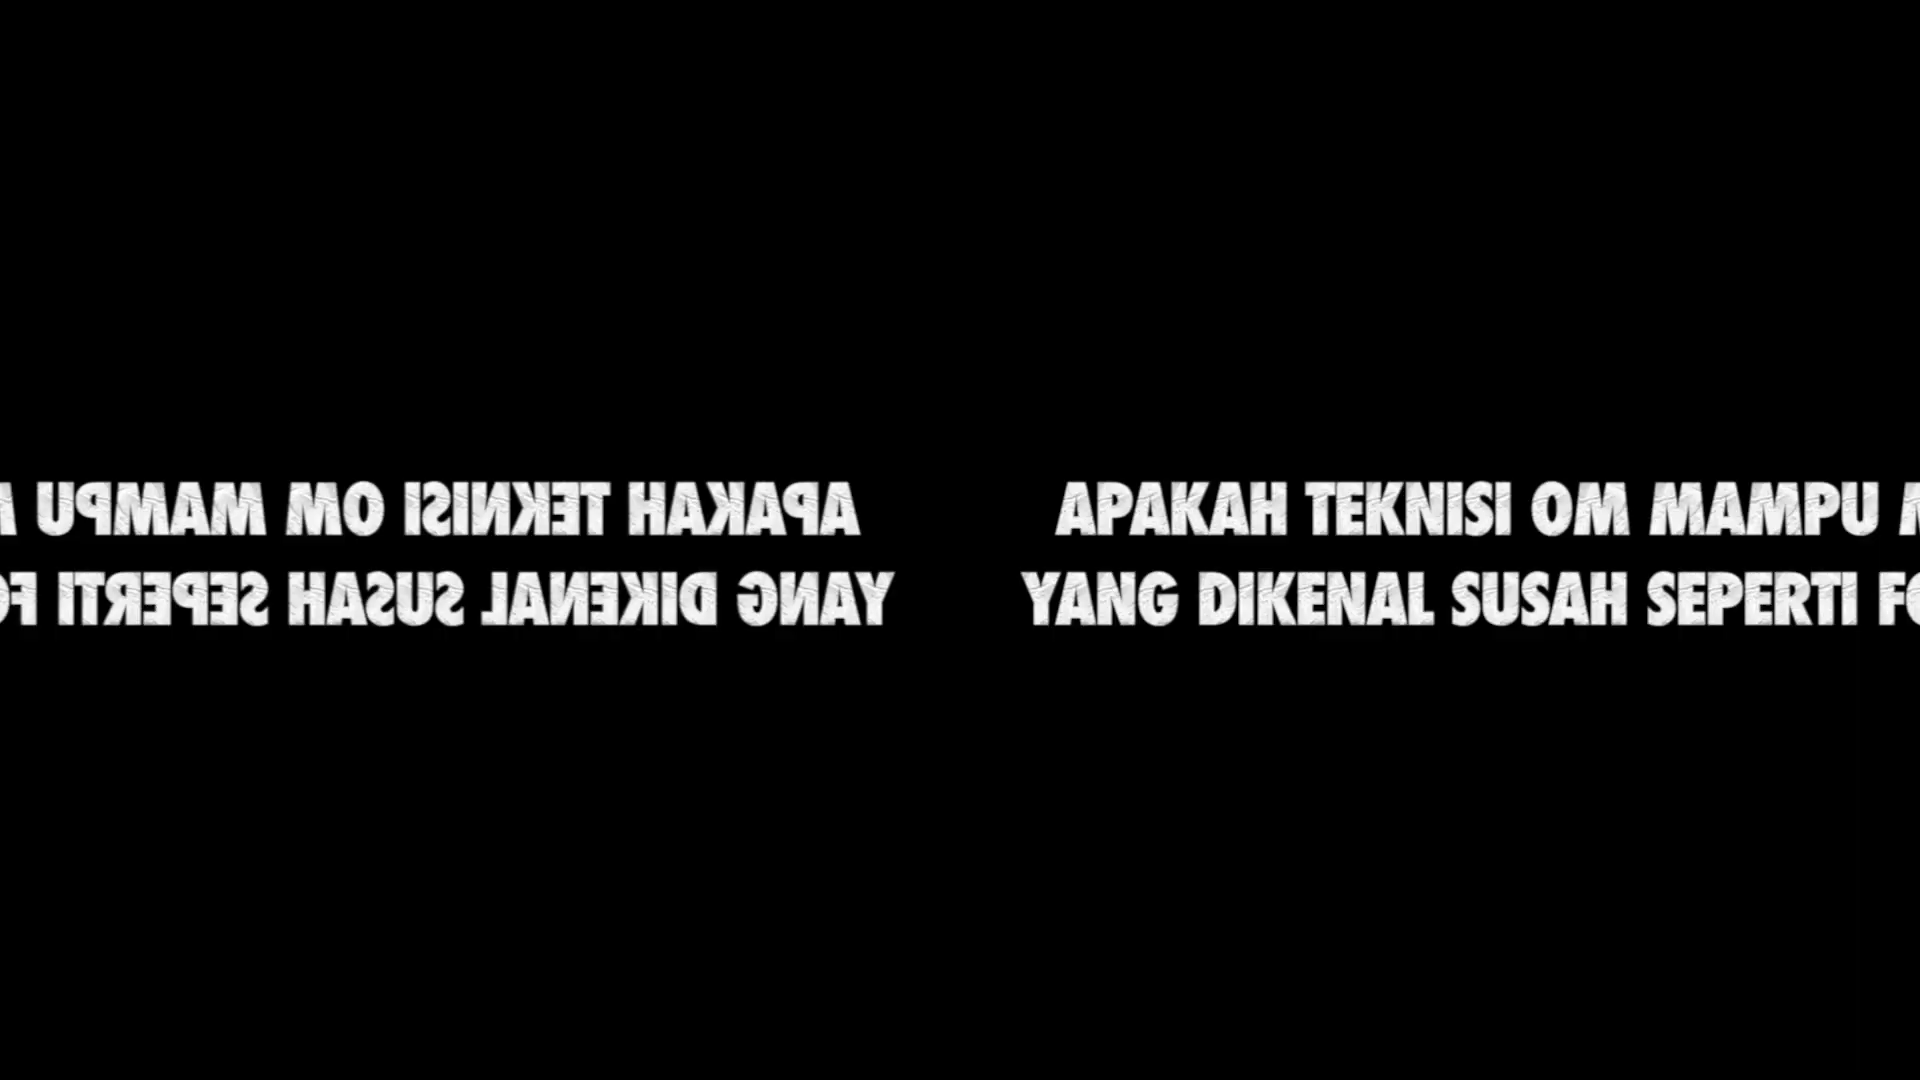 APAKAH TEKNISI OM MAMPU
YANG DIKENAL SUSAH SEPERTI
APAKAH TEKNISI OM MAMPU
YANG DIKENAL SUSAH SEPERTI